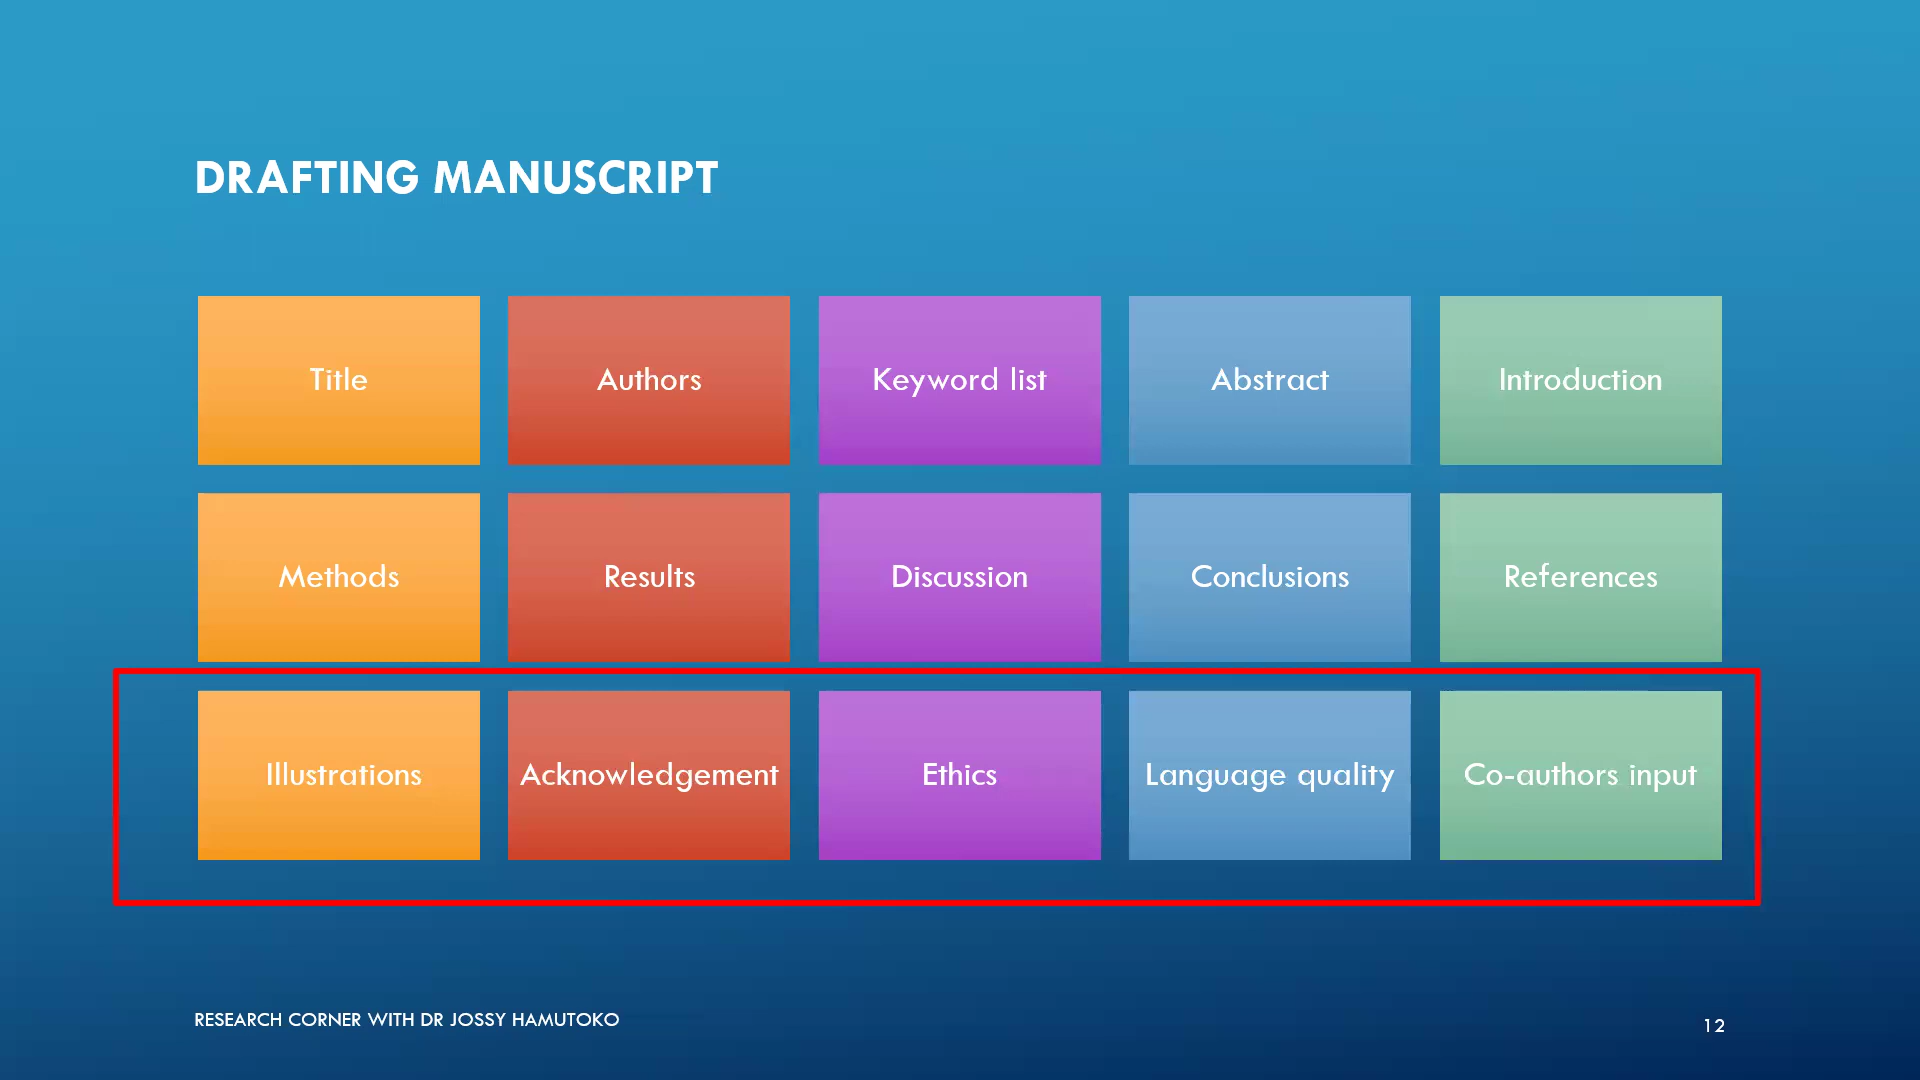 DRAFTING MANUSCRIPT
Title
Authors
Keyword list
Abstract
Introduction
Methods
Results
Discussion
Conclusions
References
Illustrations
Acknowledgement
Ethics
Language quality
Co-authors input
RESEARCH CORNER WITH DR JOSSY HAMUTOKO
12